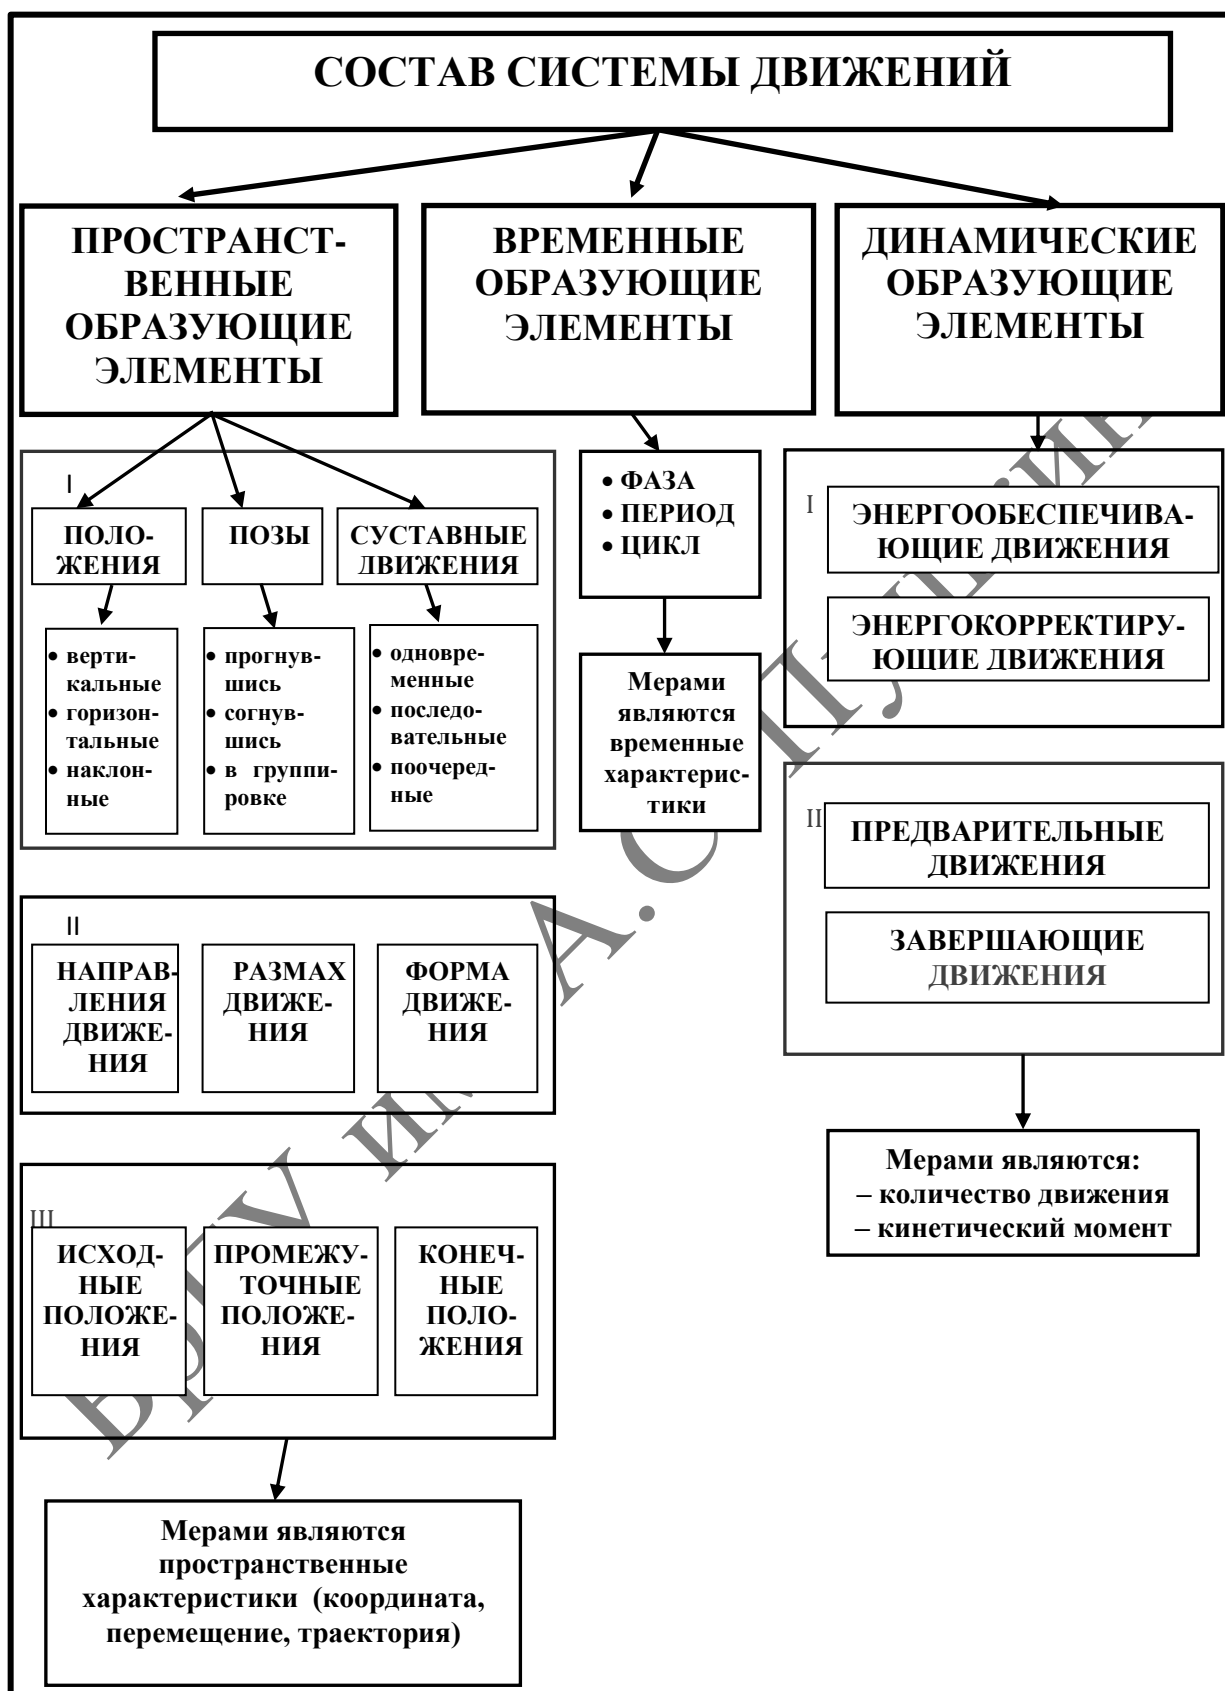 СОСТАВ СИСТЕМЫ ДВИЖЕНИЙ
ПРОСТРАНСТ-
ВЕННЫЕ
ОБРАЗУЮЩИЕ
ЭЛЕМЕНТЫ
ВРЕМЕННЫЕ
ОБРАЗУЮЩИЕ
ЭЛЕМЕНТЫ
ДИНАМИЧЕСКИЕ
ОБРАЗУЮЩИЕ
ЭЛЕМЕНТЫ
I
ПОЛО-
ЖЕНИЯ
ПОЗЫ
СУСТАВНЫЕ
ДВИЖЕНИЯ
• верти-
кальные
• горизон-
тальные
• наклон-
ные
• прогнув-
шись
• согнув-
шись
• в группи-
ровке
• одновре-
менные
• последо-
вательные
• поочеред-
ные
II
НАПРАВ-
ЛЕНИЯ
ДВИЖЕ-
НИЯ
РАЗМАХ
ДВИЖЕ-
НИЯ
ФОРМА
ДВИЖЕ-
НИЯ
III
ИСХОД-
НЫЕ
ПОЛОЖЕ-
НИЯ
ПРОМЕЖУ-
ТОЧНЫЕ
ПОЛОЖЕ-
НИЯ
КОНЕЧ-
НЫЕ
ПОЛО-
ЖЕНИЯ
Мерами являются
пространственные
характеристики (координата,
перемещение, траектория)
• ФАЗА
• ПЕРИОД
• ЦИКЛ
Мерами
являются
временные
характерис-
тики
I
ЭНЕРГООБЕСПЕЧИВА-
ЮЩИЕ ДВИЖЕНИЯ
ЭНЕРГОКОРРЕКТИРУ-
ЮЩИЕ ДВИЖЕНИЯ
II
ПРЕДВАРИТЕЛЬНЫЕ
ДВИЖЕНИЯ
ЗАВЕРШАЮЩИЕ
ДВИЖЕНИЯ
Мерами являются:
– количество движения
– кинетический момент